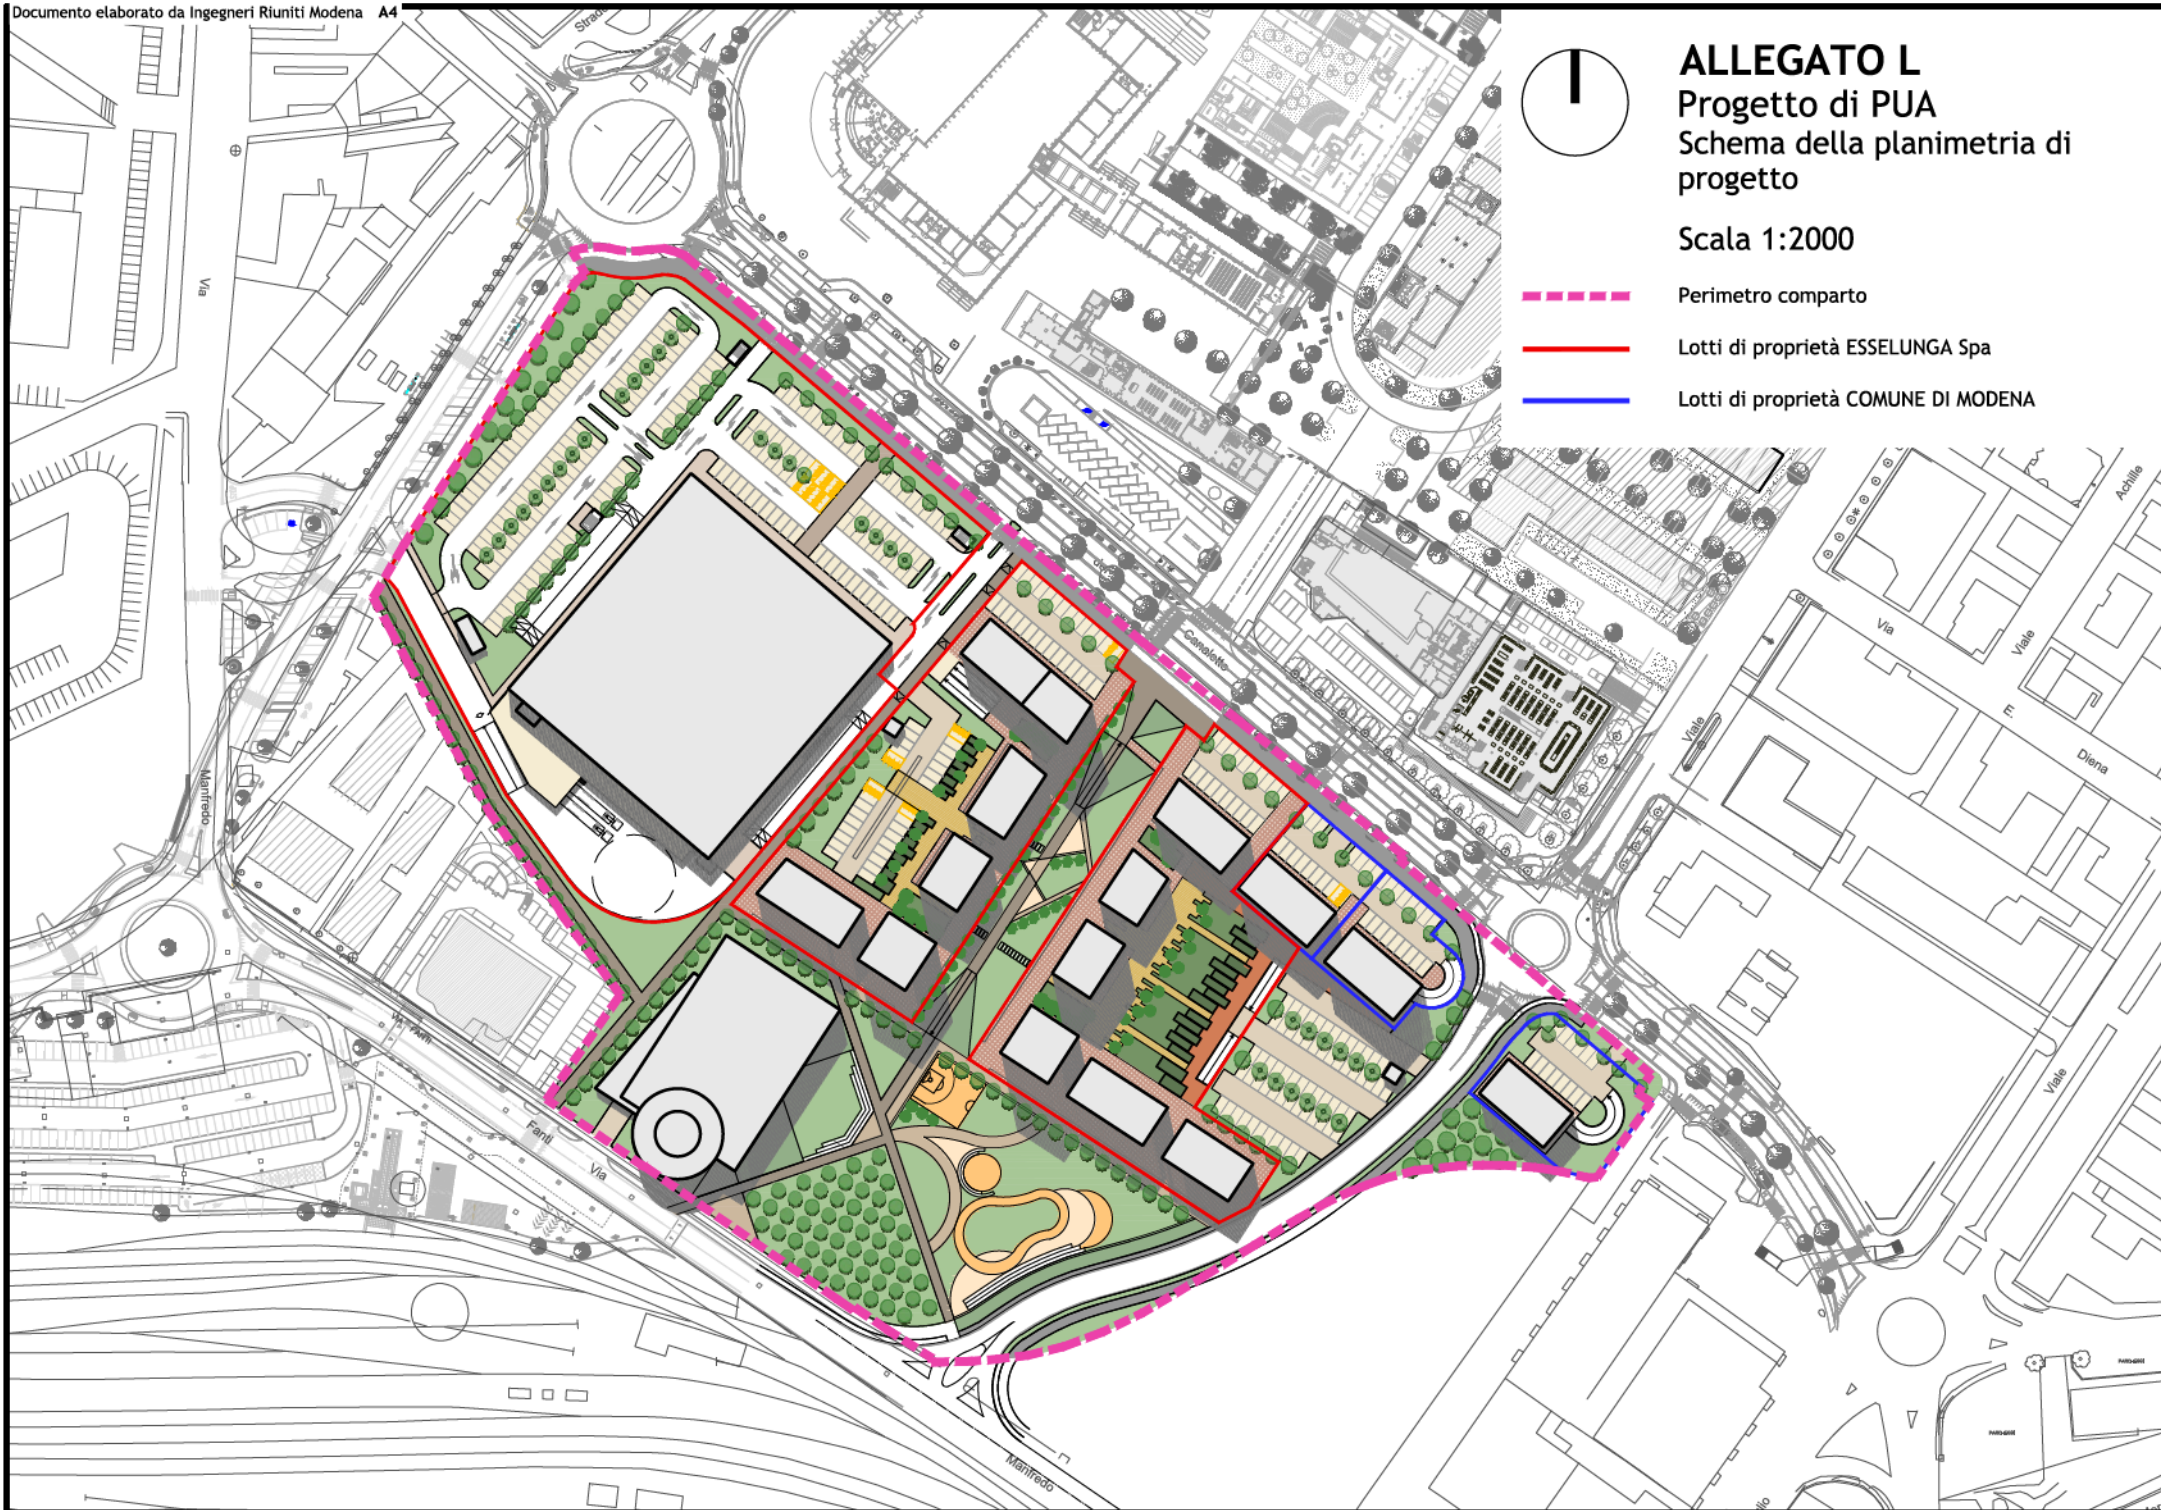 Documento elaborato da Ingegneri Riuniti Modena A4
ALLEGATO L
Progetto di PUA
Schema della planimetria di
progetto
Scala 1:2000
Perimetro comparto
Lotti di proprietà ESSELUNGA Spa
Lotti di proprietà COMUNE DI MODENA
Via
Manfredo
Via
Fanti
Via
Manfredo
Canaletto
Achille
Via
E.
Diena
Viale
Viale
Viale